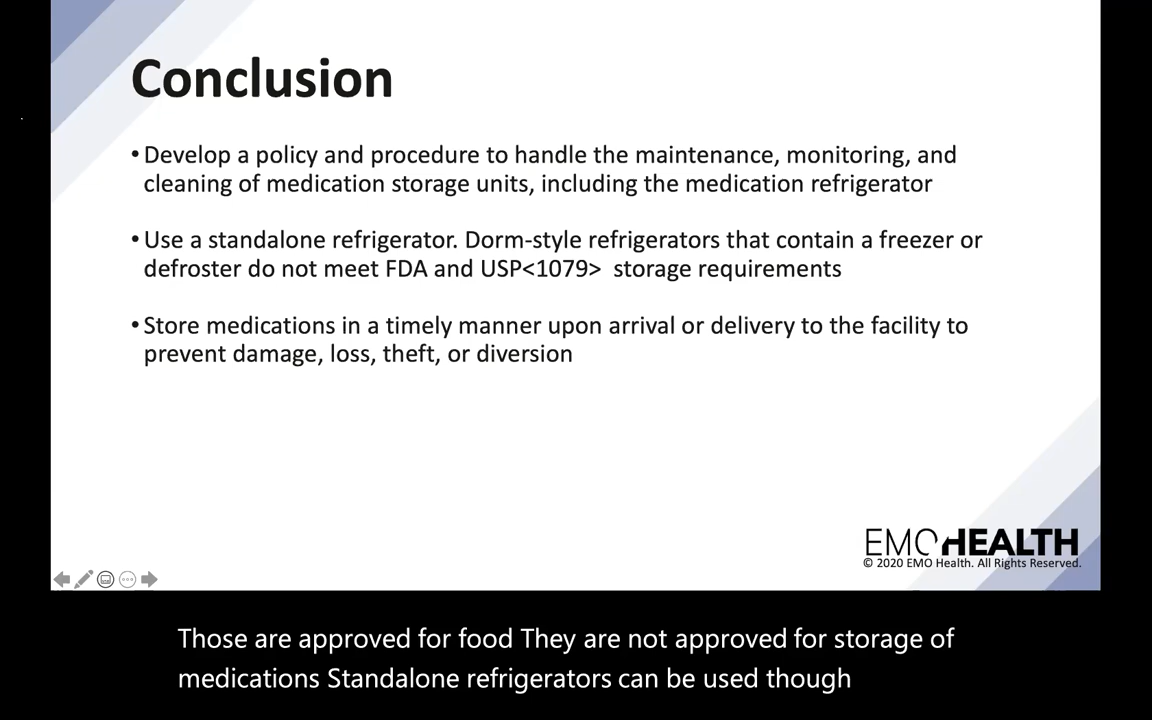 Conclusion
• Develop a policy and procedure to handle the maintenance, monitoring, and
cleaning of medication storage units, including the medication refrigerator
• Use a standalone refrigerator. Dorm-style refrigerators that contain a freezer or
defroster do not meet FDA and USP<1079>  storage requirements
• Store medications in a timely manner upon arrival or delivery to the facility to
prevent damage, loss, theft, or diversion
EMOHEALTH
© 2020 EMO Health. All Rights Reserved.
Those are approved for food They are not approved for storage of
medications Standalone refrigerators can be used though